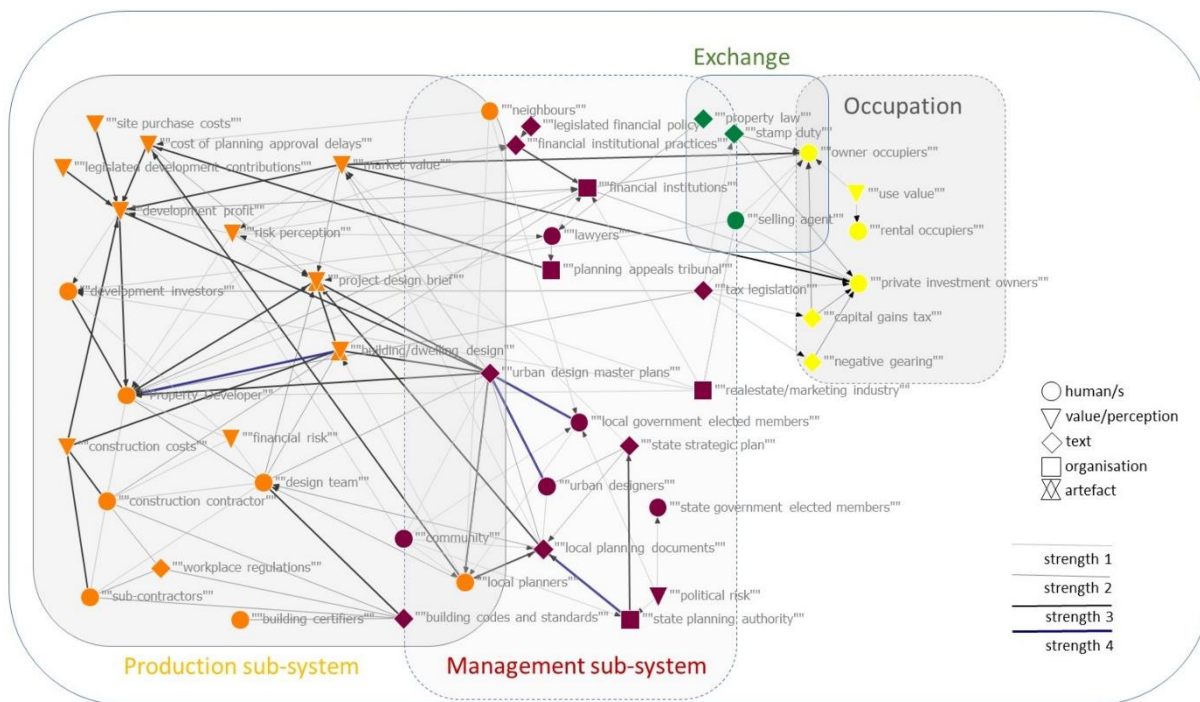 Exchange
Occupation
""neighbours""
""property law""
""site purchase costs""
""legislated financial policy""
""stamp duty""
""cost of planning approval delays""
""financial institutional practices""
""owner occupiers""
""legislated development contributions""
""market value""
""financial institutions""
""use value""
""development profit""
""selling agent""
""risk perception""
""lawyers""
""rental occupiers""
""planning appeals tribunal""
""project design brief""
""private investment owners""
""development investors""
""tax legislation""
""capital gains tax""
""building/dwelling design""
""negative gearing""
""urban design master plans""
""Property Developer""
""realestate/marketing industry""
human/s
value/perception
text
organisation
artefact
""local government elected members""
""financial risk""
""construction costs""
""state strategic plan""
""design team""
""urban designers""
""construction contractor""
""state government elected members""
""community""
""local planning documents""
""workplace regulations""
""local planners""
""sub-contractors""
""political risk""
""building certifiers""
""building codes and standards""
""state planning authority""
strength 1
strength 2
strength 3
strength 4
Production sub-system
Management sub-system